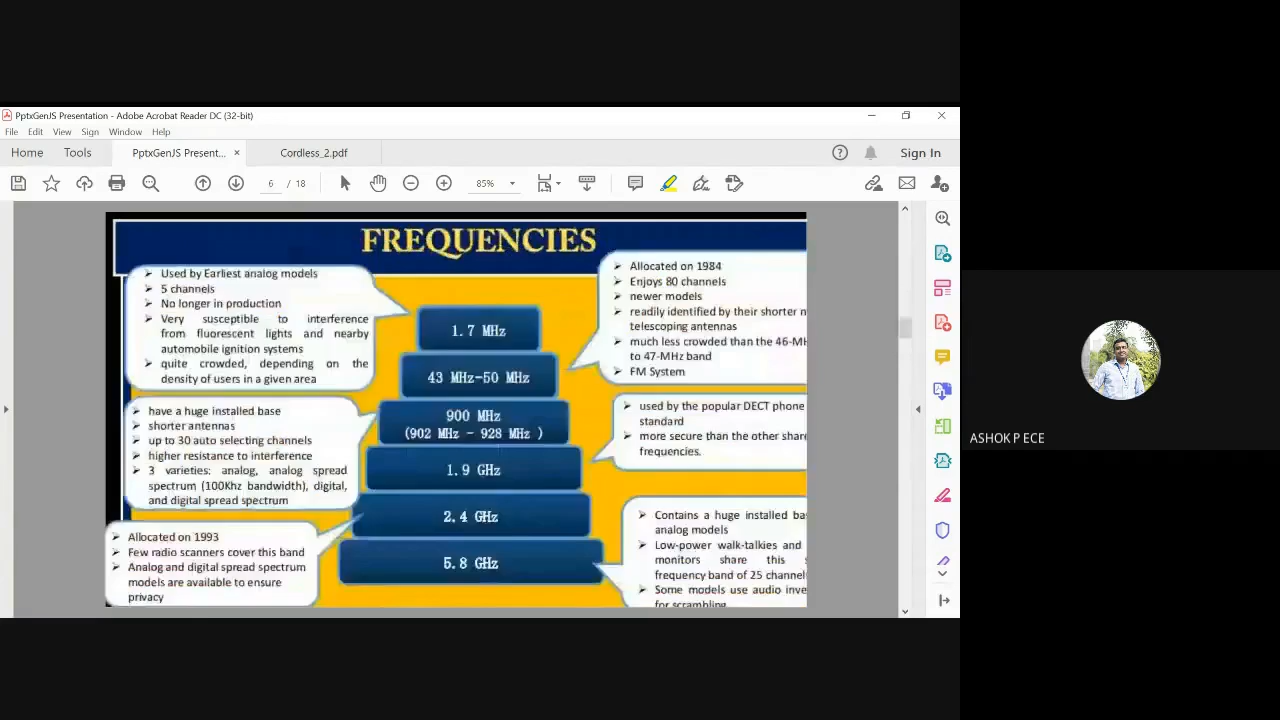 PptxGenJS Presentation - Adobe Acrobat Reader DC (32-bit)
File Edit View Sign Window Help
Home Tools PptxGenJS Present... × Cordless_2.pdf Sign In
6 / 18 85%
FREQUENCIES
Used by Earliest analog models
5 channels
No longer in production
Very susceptible to interference
from fluorescent lights and nearby
automobile ignition systems
quite crowded, depending on the
density of users in a given area
Allocated on 1984
Enjoys 80 channels
newer models
readily identified by their shorter
telescoping antennas
much less crowded than the
to 47-MHz band
FM System
1.7 MHz
43 MHz-50 MHz
900 MHz
(902 MHz - 928 MHz )
1.9 GHz
2.4 GHz
5.8 GHz
have a huge installed base
shorter antennas
up to 30 auto selecting channels
higher resistance to interference
3 varieties: analog, analog spread
spectrum (100Khz bandwidth), digital,
and digital spread spectrum
used by the popular DECT phone
standard
more secure than the other
frequencies.
Allocated on 1993
Few radio scanners cover this band
Analog and digital spread spectrum
models are available to ensure
privacy
Contains a huge installed
analog models
Low-power walk-talkies and
monitors share this
frequency band of 25
Some models use audio
for scrambling
ASHOK P ECE